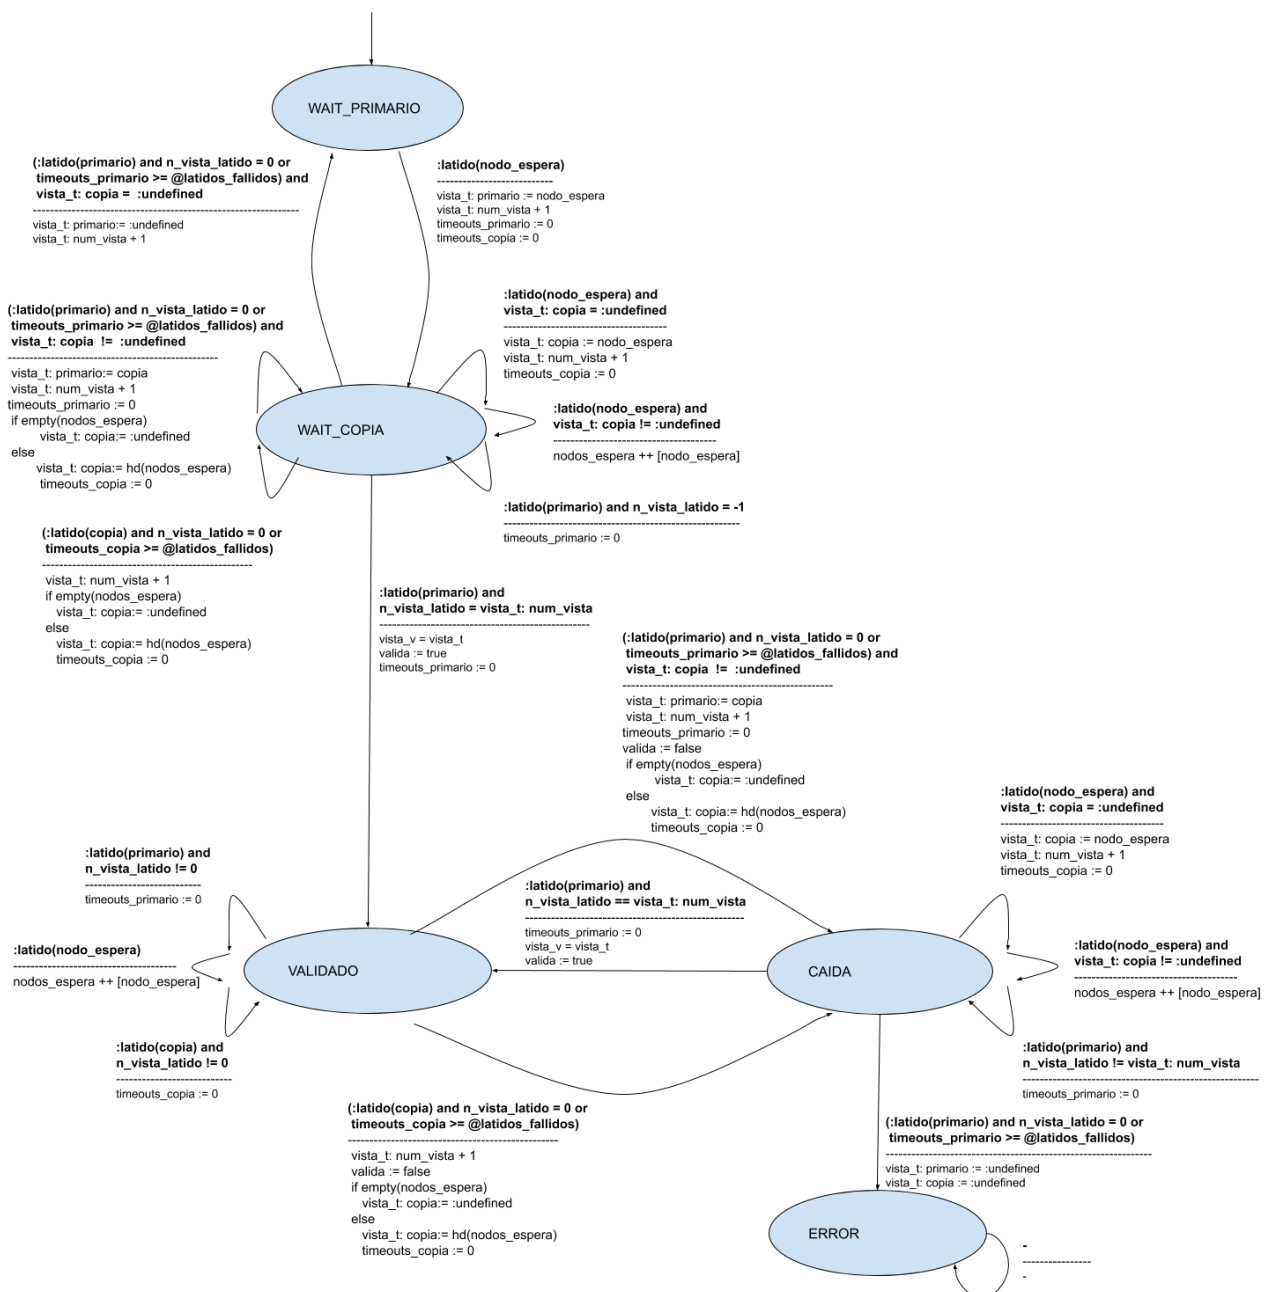 WAIT_PRIMARIO
(:latido(primario) and n_vista_latido = 0 or
timeouts_primario >= @latidos_fallidos) and
vista_t: copia = :undefined
--------------------------------------------------------------
vista_t: primario:= :undefined
vista_t: num_vista + 1
:latido(nodo_espera)
---------------------------
vista_t: primario := nodo_espera
vista_t: num_vista + 1
timeouts_primario := 0
timeouts_copia := 0
(:latido(primario) and n_vista_latido = 0 or
timeouts_primario >= @latidos_fallidos) and
vista_t: copia != :undefined
-------------------------------------------------
vista_t: primario:= copia
vista_t: num_vista + 1
timeouts_primario := 0
if empty(nodos_espera)
vista_t: copia:= :undefined
else
vista_t: copia:= hd(nodos_espera)
timeouts_copia := 0
:latido(nodo_espera) and
vista_t: copia = :undefined
--------------------------------------
vista_t: copia := nodo_espera
vista_t: num_vista + 1
timeouts_copia := 0
WAIT_COPIA
:latido(nodo_espera) and
vista_t: copia != :undefined
--------------------------------------
nodos_espera ++ [nodo_espera]
:latido(primario) and n_vista_latido = -1
-------------------------------------------------------
timeouts_primario := 0
(:latido(copia) and n_vista_latido = 0 or
timeouts_copia >= @latidos_fallidos)
-------------------------------------------------
vista_t: num_vista + 1
if empty(nodos_espera)
vista_t: copia:= :undefined
else
vista_t: copia:= hd(nodos_espera)
timeouts_copia := 0
:latido(primario) and
n_vista_latido = vista_t: num_vista
-------------------------------------------------
vista_v = vista_t
valida := true
timeouts_primario := 0
(:latido(primario) and n_vista_latido = 0 or
timeouts_primario >= @latidos_fallidos) and
vista_t: copia != :undefined
-------------------------------------------------
vista_t: primario:= copia
vista_t: num_vista + 1
timeouts_primario := 0
valida := false
if empty(nodos_espera)
vista_t: copia:= :undefined
else
vista_t: copia:= hd(nodos_espera)
timeouts_copia := 0
:latido(nodo_espera) and
vista_t: copia = :undefined
--------------------------------------
vista_t: copia := nodo_espera
vista_t: num_vista + 1
timeouts_copia := 0
:latido(primario) and
n_vista_latido != 0
---------------------------
timeouts_primario := 0
:latido(primario) and
n_vista_latido == vista_t: num_vista
---------------------------------------------------
timeouts_primario := 0
vista_v = vista_t
valida := true
:latido(nodo_espera)
--------------------------------------
nodos_espera ++ [nodo_espera]
VALIDADO
CAIDA
:latido(nodo_espera) and
vista_t: copia != :undefined
--------------------------------------
nodos_espera ++ [nodo_espera]
:latido(copia) and
n_vista_latido != 0
---------------------------
timeouts_copia := 0
:latido(primario) and
n_vista_latido != vista_t: num_vista
-------------------------------------------------------
timeouts_primario := 0
(:latido(copia) and n_vista_latido = 0 or
timeouts_copia >= @latidos_fallidos)
-------------------------------------------------
vista_t: num_vista + 1
valida := false
if empty(nodos_espera)
vista_t: copia:= :undefined
else
vista_t: copia:= hd(nodos_espera)
timeouts_copia := 0
(:latido(primario) and n_vista_latido = 0 or
timeouts_primario >= @latidos_fallidos)
--------------------------------------------------------------
vista_t: primario := :undefined
vista_t: copia := :undefined
ERROR
-
----------------
-